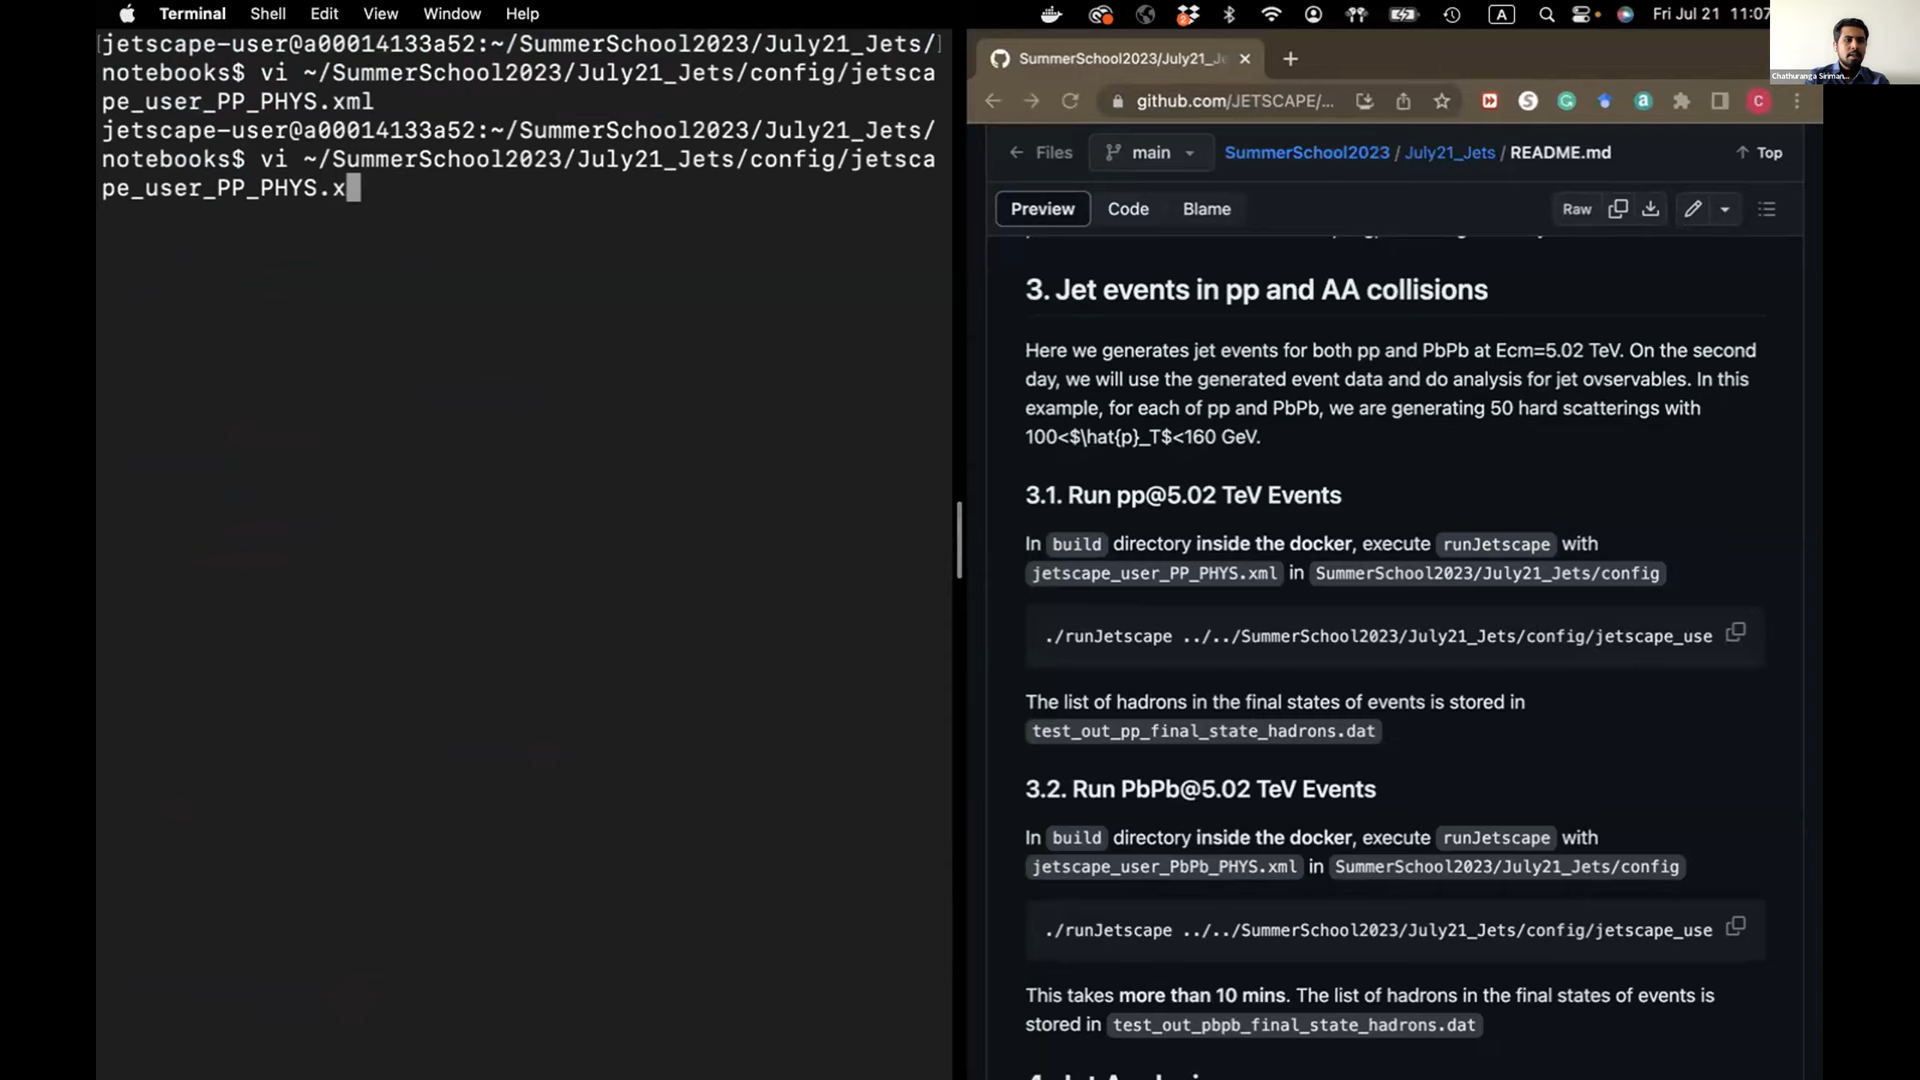 Terminal Shell Edit View Window Help
A
Fri Jul 21 11:07
Chathuranga Siriman...
jetscape-user@a00014133a52:~/SummerSchool2023/July21_Jets/
notebooks$ vi ~/SummerSchool2023/July21_Jets/config/jetsca
pe_user_PP_PHYS.xml
jetscape-user@a00014133a52:~/SummerSchool2023/July21_Jets/
notebooks$ vi ~/SummerSchool2023/July21_Jets/config/jetsca
pe_user_PP_PHYS.x
SummerSchool2023/July21_Je
github.com/JETSCAPE/...
S
G
a
C
Files
main
SummerSchool2023 / July21_Jets / README.md
Top
Preview Code Blame
Raw
3. Jet events in pp and AA collisions
Here we generates jet events for both pp and PbPb at Ecm=5.02 TeV. On the second
day, we will use the generated event data and do analysis for jet ovservables. In this
example, for each of pp and PbPb, we are generating 50 hard scatterings with
100<$\hat{p}_T$<160 GeV.
3.1. Run pp@5.02 TeV Events
In build directory inside the docker, execute runJetscape with
jetscape_user_PP_PHYS.xml in SummerSchool2023/July21_Jets/config
./runJetscape ../../SummerSchool2023/July21_Jets/config/jetscape_use
The list of hadrons in the final states of events is stored in
test_out_pp_final_state_hadrons.dat
3.2. Run PbPb@5.02 TeV Events
In build directory inside the docker, execute runJetscape with
jetscape_user_PbPb_PHYS.xml in SummerSchool2023/July21_Jets/config
./runJetscape ../../SummerSchool2023/July21_Jets/config/jetscape_use
This takes more than 10 mins. The list of hadrons in the final states of events is
stored in test_out_pbpb_final_state_hadrons.dat